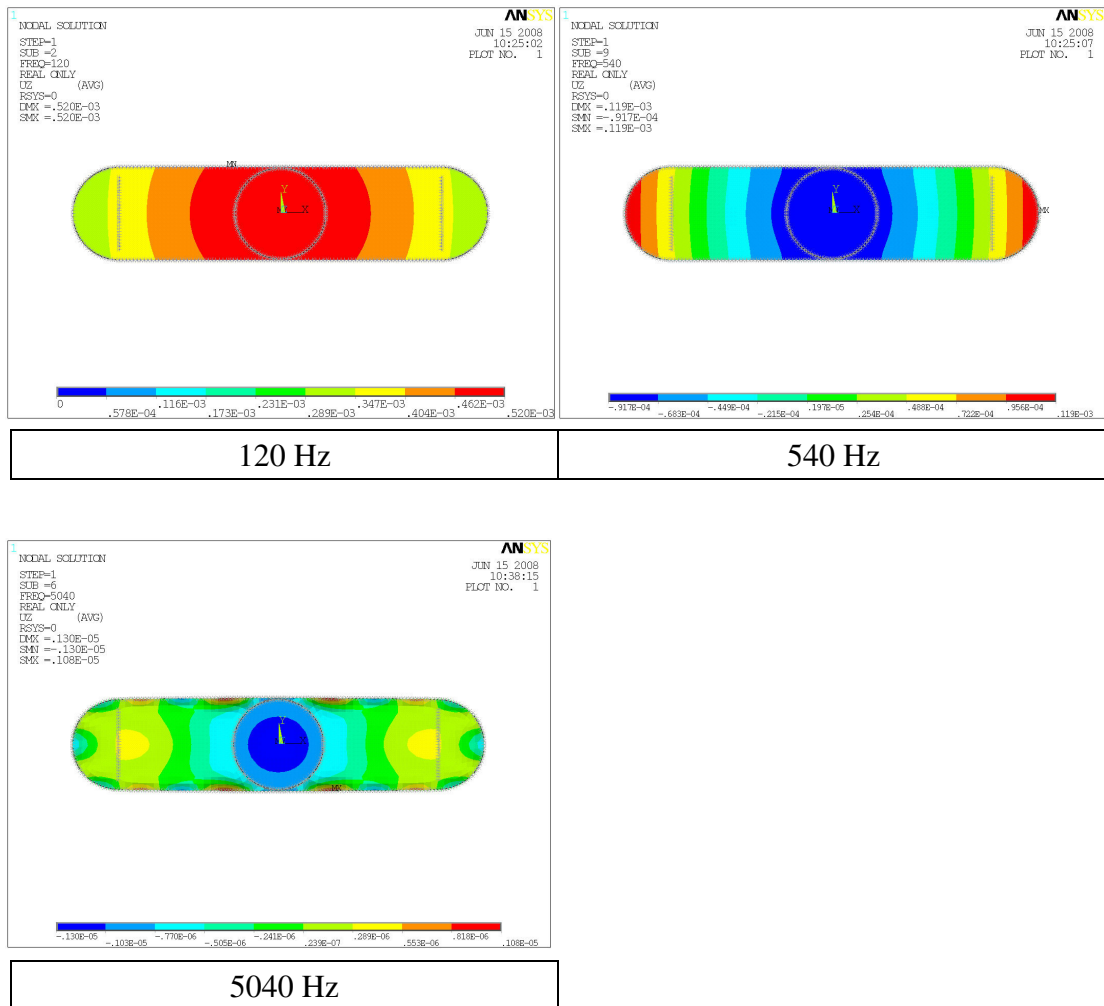 1
ANSYS
NODAL SOLUTION
JUN 15 2008
10:25:02
PLOT NO. 1
STEP=1
SUB =2
FREQ=120
REAL ONLY
UZ (AVG)
RSYS=0
DMX =.520E-03
SMX =.520E-03
MN
Y
X
0 .116E-03 .231E-03 .347E-03 .462E-03
.578E-04 .173E-03 .289E-03 .404E-03 .520E-03
120 Hz
1
ANSYS
NODAL SOLUTION
JUN 15 2008
10:25:07
PLOT NO. 1
STEP=1
SUB =9
FREQ=540
REAL ONLY
UZ (AVG)
RSYS=0
DMX =.119E-03
SMN =-.917E-04
SMX =.119E-03
Y
X
MX
-.917E-04 -.449E-04 .197E-05 .488E-04 .956E-04
-.683E-04 -.215E-04 .254E-04 .722E-04 .119E-03
540 Hz
1
ANSYS
NODAL SOLUTION
JUN 15 2008
10:38:15
PLOT NO. 1
STEP=1
SUB =6
FREQ=5040
REAL ONLY
UZ (AVG)
RSYS=0
DMX =.130E-05
SMN =-.130E-05
SMX =.108E-05
Y
MX
-.130E-05 -.770E-06 -.241E-06 .289E-06 .818E-06
-.103E-05 -.505E-06 .239E-07 .553E-06 .108E-05
5040 Hz